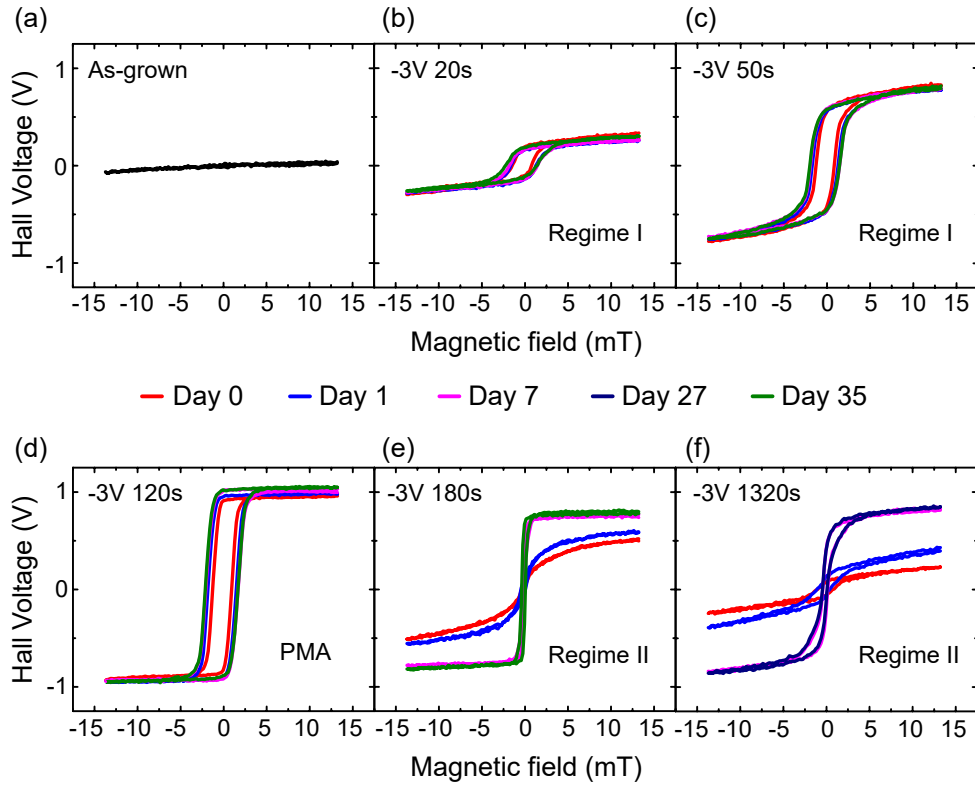 (a)
(b)
(c)
As-grown
-3V 20s
-3V 50s
Regime I
Regime I
Hall Voltage (V)
1
0
-1
-15 -10 -5 0 5 10 15
-15 -10 -5 0 5 10 15
-15 -10 -5 0 5 10 15
Magnetic field (mT)
Day 0 Day 1 Day 7 Day 27 Day 35
(d)
(e)
(f)
-3V 120s
-3V 180s
-3V 1320s
PMA
Regime II
Regime II
Hall Voltage (V)
1
0
-1
-15 -10 -5 0 5 10 15
-15 -10 -5 0 5 10 15
-15 -10 -5 0 5 10 15
Magnetic field (mT)